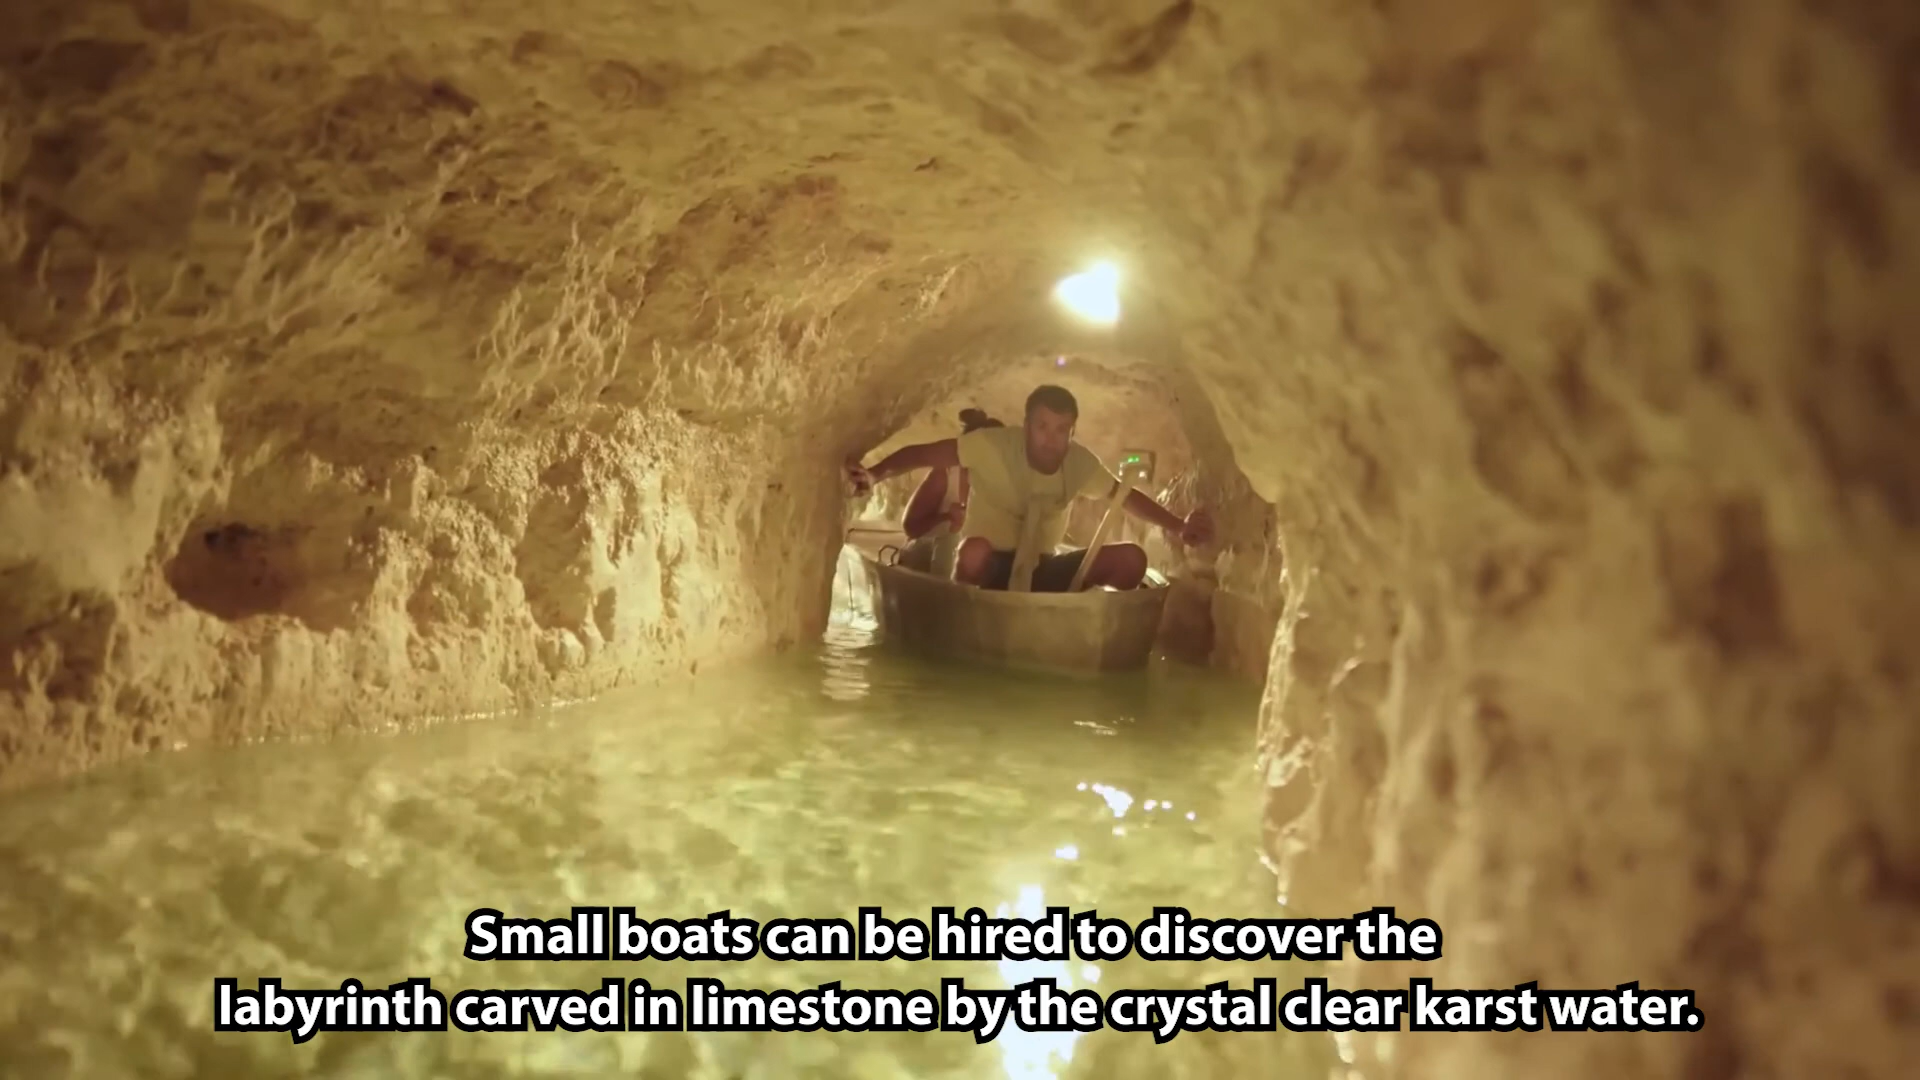 Small boats can be hired to discover the
labyrinth carved in limestone by the crystal clear karst water.